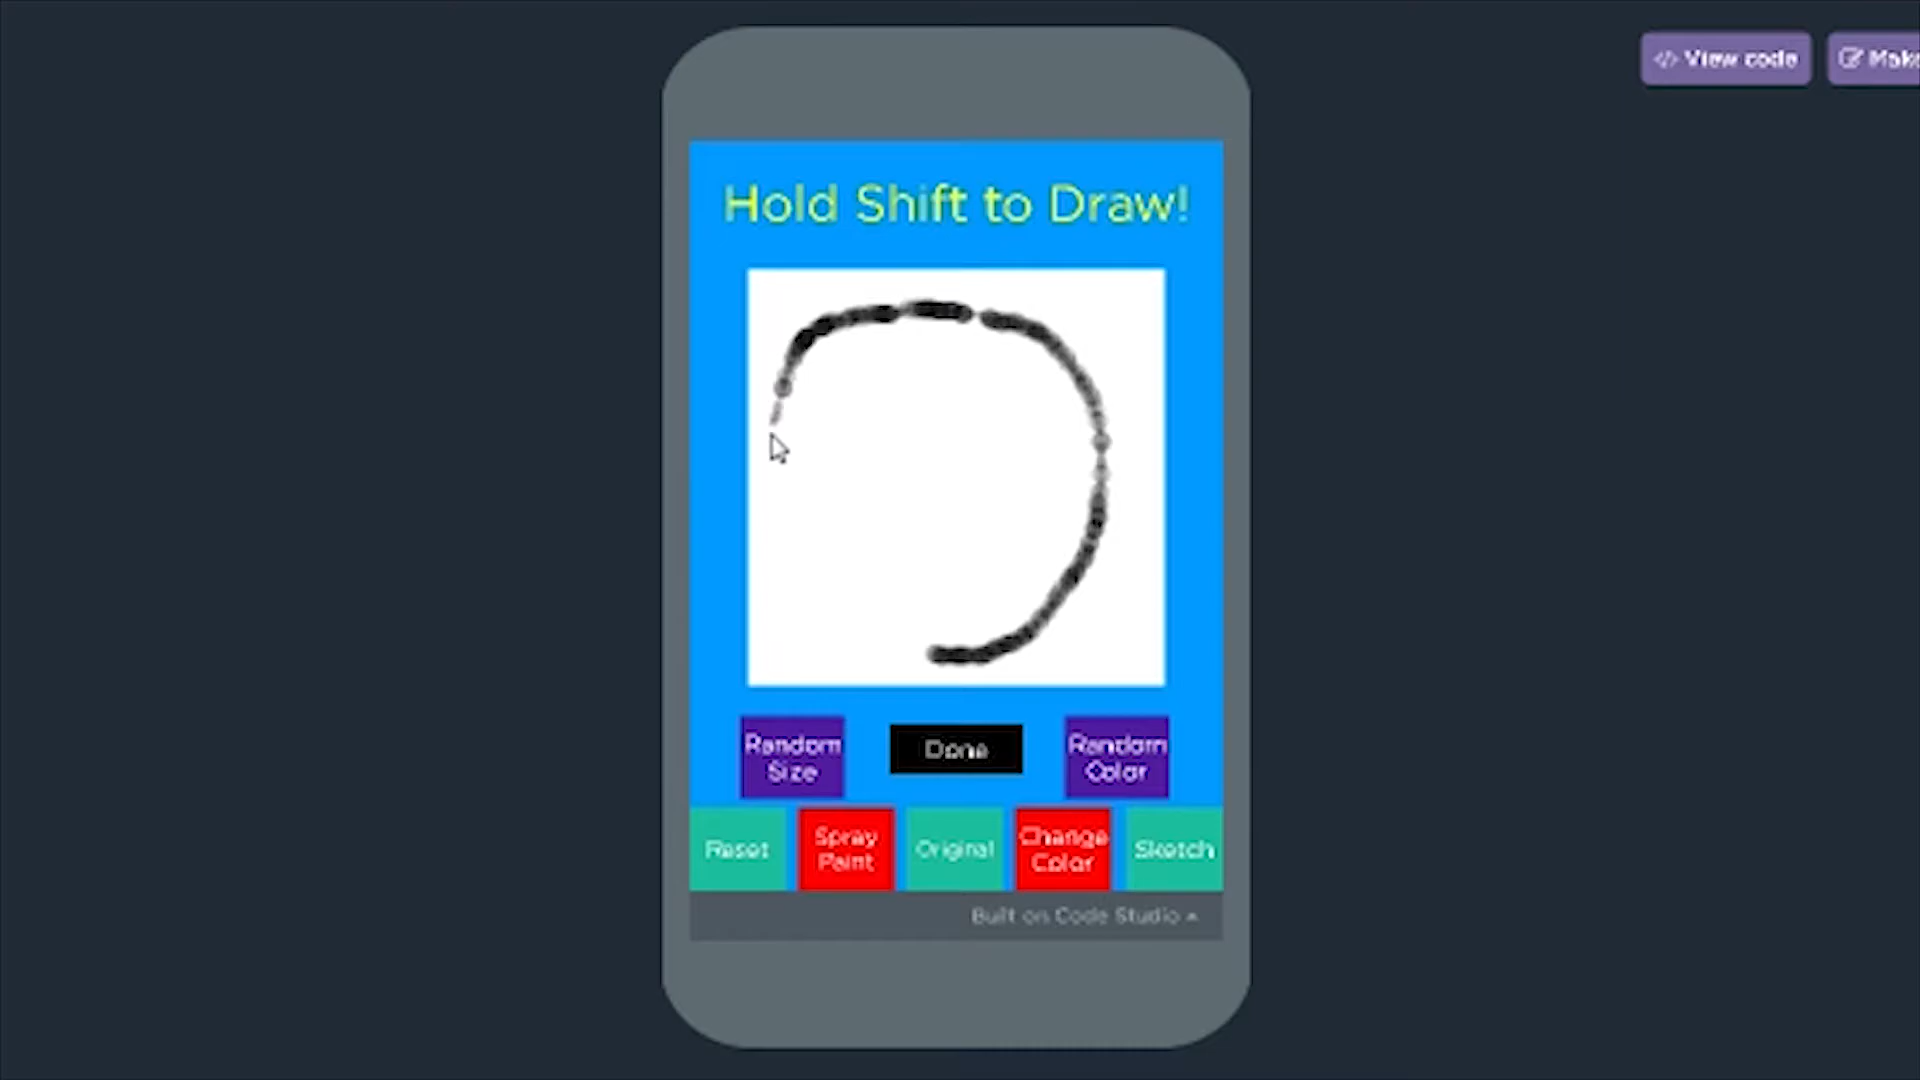 </> View code
Make
Hold Shift to Draw!
Random
Size
Done
Random
Color
Reset
Spray
Paint
Original
Change
Color
Sketch
Built on Code Studio